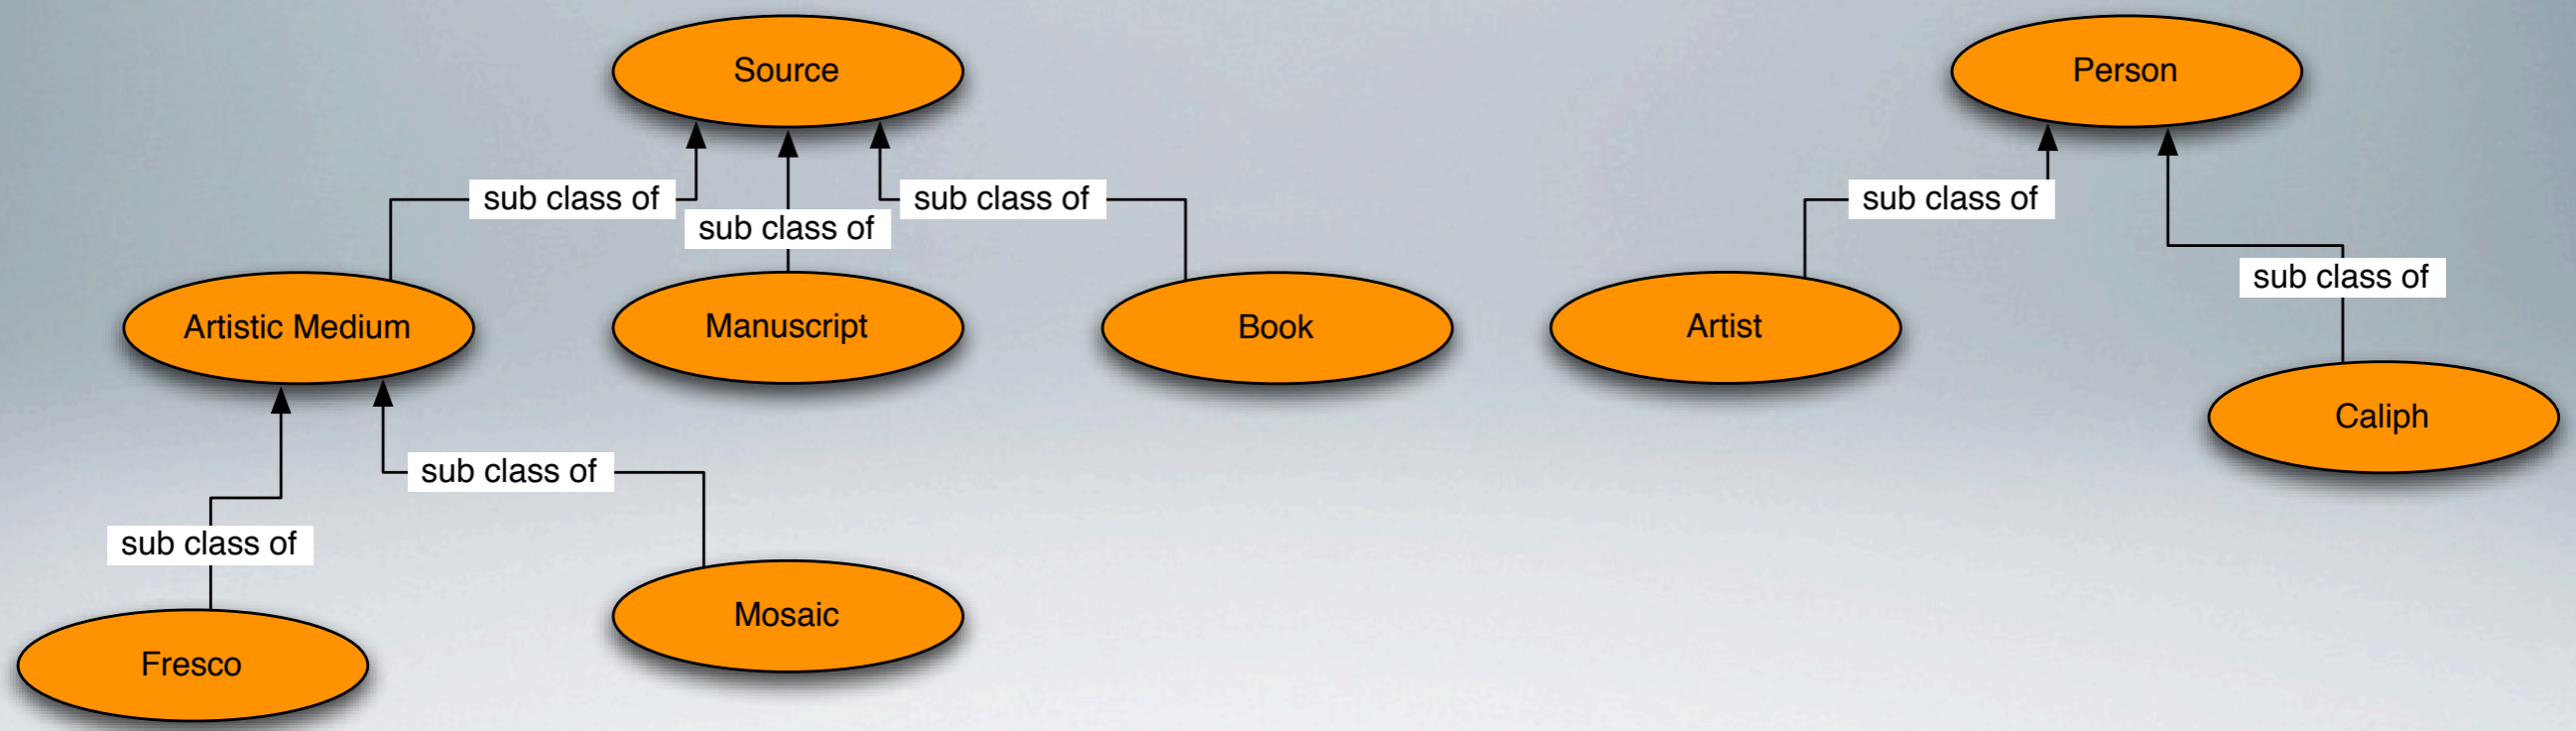 Source
Person
sub class of
sub class of
sub class of
sub class of
sub class of
Artistic Medium
Manuscript
Book
Artist
Caliph
sub class of
sub class of
Mosaic
Fresco